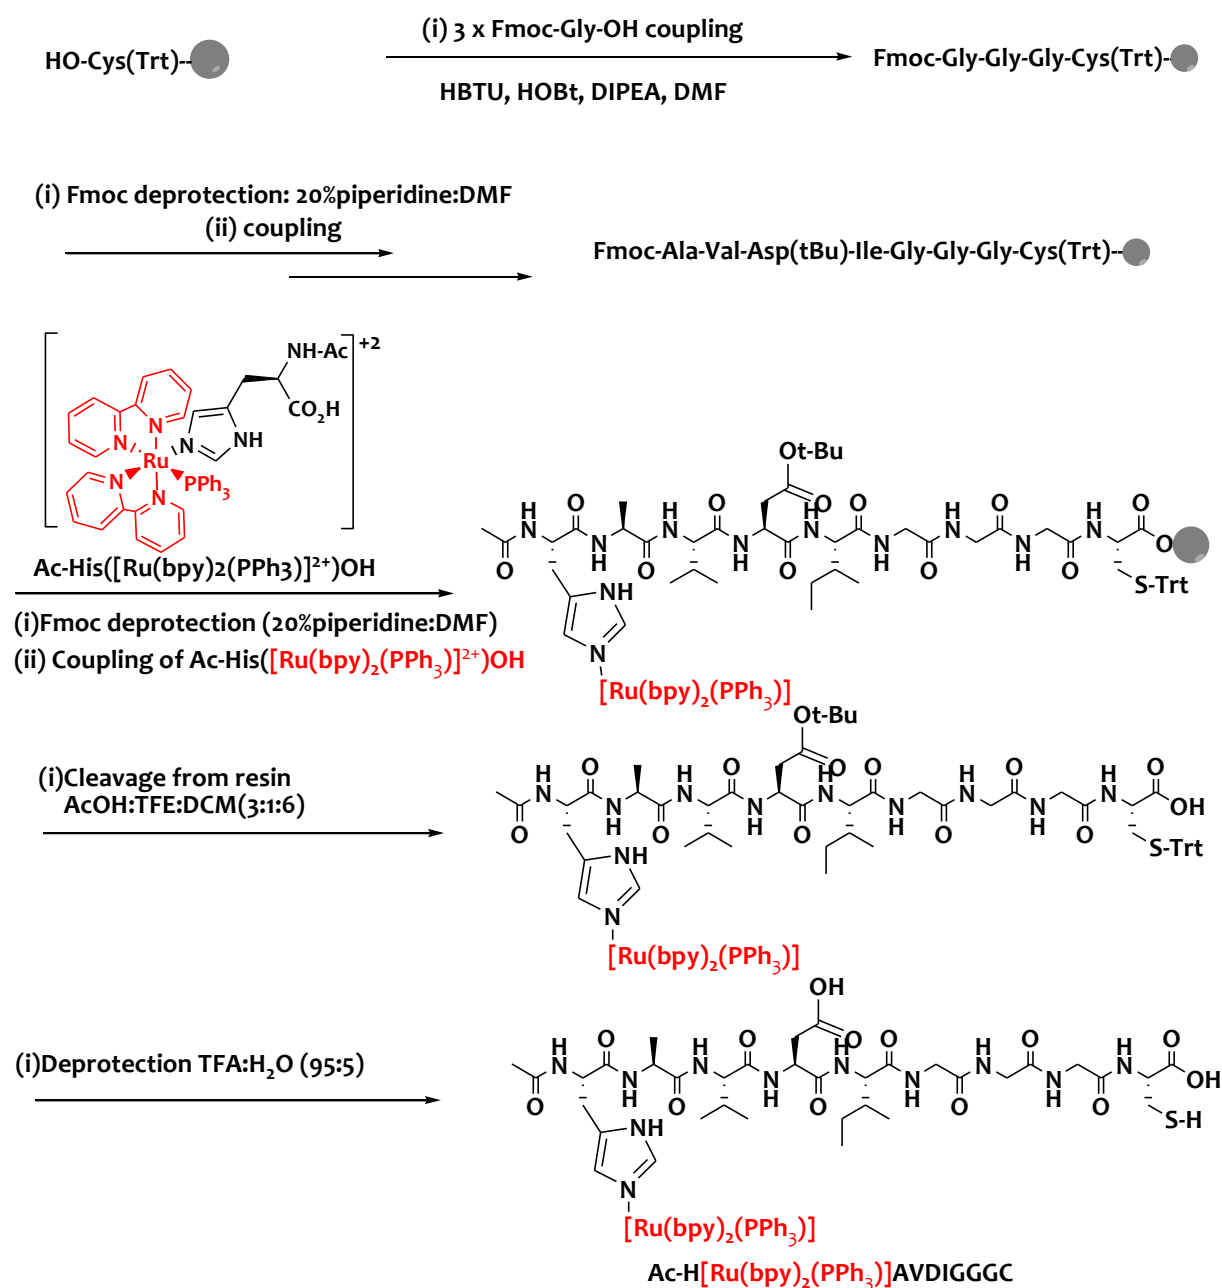 HO-Cys(Trt)-
(i) 3 x Fmoc-Gly-OH coupling
HBTU, HOBt, DIPEA, DMF
Fmoc-Gly-Gly-Gly-Cys(Trt)-
(i) Fmoc deprotection: 20%piperidine:DMF
(ii) coupling
Fmoc-Ala-Val-Asp(tBu)-Ile-Gly-Gly-Gly-Cys(Trt)-
+2
NH-Ac
CO₂H
N N N NH
Ru
N N PPh₃
Ac-His([Ru(bpy)2(PPh3)]²⁺)OH
(i)Fmoc deprotection (20%piperidine:DMF)
(ii) Coupling of Ac-His([Ru(bpy)₂(PPh₃)]²⁺)OH
Ot-Bu
H O H O O H O H O H O
N N N N O
O N O N O N O N O N S-Trt
H H H H
NH
N
[Ru(bpy)₂(PPh₃)]
(i)Cleavage from resin
AcOH:TFE:DCM(3:1:6)
Ot-Bu
H O H O O H O H O H O
N N N N OH
O N O N O N O N O N S-Trt
H H H H
NH
N
[Ru(bpy)₂(PPh₃)]
(i)Deprotection TFA:H₂O (95:5)
OH
H O H O O H O H O H O
N N N N OH
O N O N O N O N O N S-H
H H H H
NH
N
[Ru(bpy)₂(PPh₃)]
Ac-H[Ru(bpy)₂(PPh₃)]AVDIGGGC